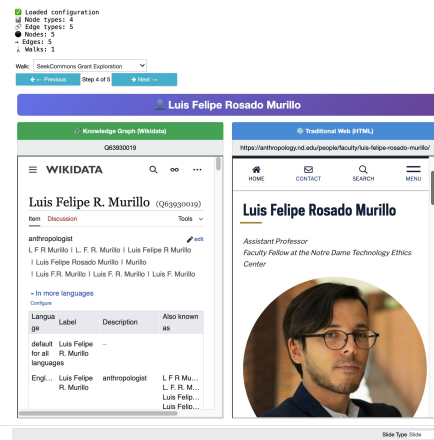 ✅ Loaded configuration
📊 Node types: 4
🔗 Edge types: 5
⚫ Nodes: 5
→ Edges: 5
🚶 Walks: 1
Walk: SeekCommons Grant Exploration
← ← Previous Step 4 of 5 → Next →
Luis Felipe Rosado Murillo
Knowledge Graph (Wikidata)
Q63930019
WIKIDATA
Luis Felipe R. Murillo (Q63930019)
Item Discussion Tools
anthropologist edit
L F R Murillo | L. F. R. Murillo | Luis Felipe R Murillo
| Luis Felipe Rosado Murillo | Murillo
| Luis F.R. Murillo | Luis F. R. Murillo | Luis F. Murillo
In more languages
Configure
Langua
ge Label Description Also known
as
default
for all
languages Luis Felipe
R. Murillo –
Engl... Luis Felipe
R. Murillo anthropologist L F R Mu...
L. F. R. M...
Luis Felip...
Luis Felip...
Traditional Web (HTML)
https://anthropology.nd.edu/people/faculty/luis-felipe-rosado-murillo/
HOME CONTACT SEARCH MENU
Luis Felipe Rosado Murillo
Assistant Professor
Faculty Fellow at the Notre Dame Technology Ethics
Center
Slide Type Slide